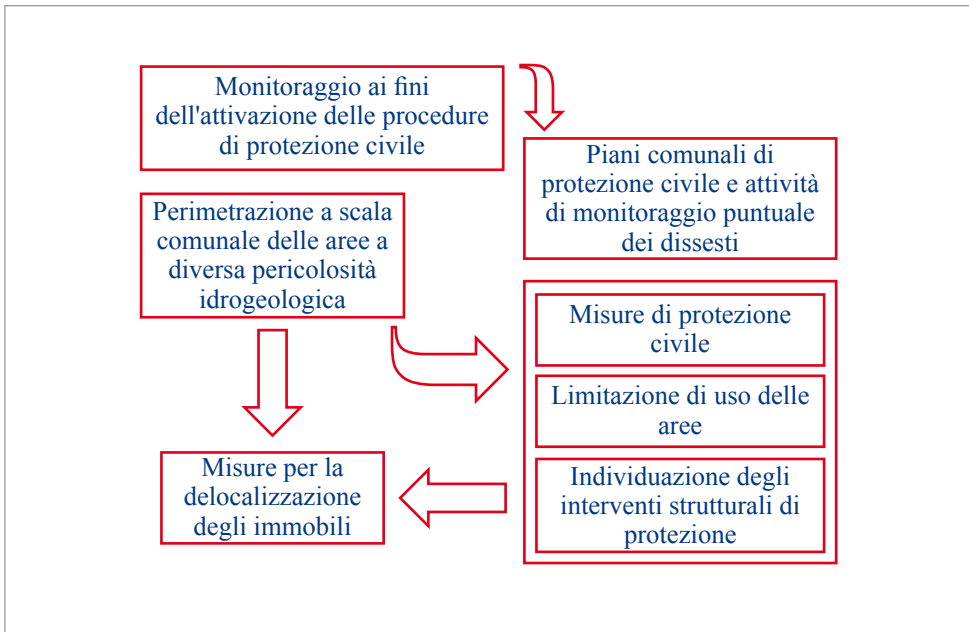 Monitoraggio ai fini
dell'attivazione delle procedure
di protezione civile
Piani comunali di
protezione civile e attività
di monitoraggio puntuale
dei dissesti
Perimetrazione a scala
comunale delle aree a
diversa pericolosità
idrogeologica
Misure di protezione
civile
Limitazione di uso delle
aree
Individuazione degli
interventi strutturali di
protezione
Misure per la
delocalizzazione
degli immobili